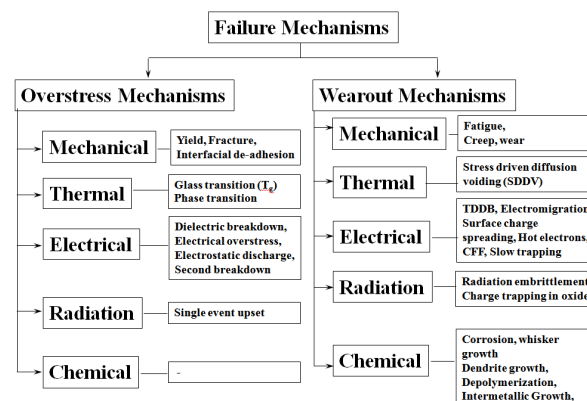 Failure Mechanisms
Overstress Mechanisms
Mechanical
Yield, Fracture,
Interfacial de-adhesion
Thermal
Glass transition (Tg)
Phase transition
Electrical
Dielectric breakdown,
Electrical overstress,
Electrostatic discharge,
Second breakdown
Radiation
Single event upset
Chemical
-
Wearout Mechanisms
Mechanical
Fatigue,
Creep, wear
Thermal
Stress driven diffusion
voiding (SDDV)
Electrical
TDDB, Electromigration
Surface charge
spreading, Hot electrons,
CFF, Slow trapping
Radiation
Radiation embrittlement
Charge trapping in oxide
Chemical
Corrosion, whisker
growth
Dendrite growth,
Depolymerization,
Intermetallic Growth,